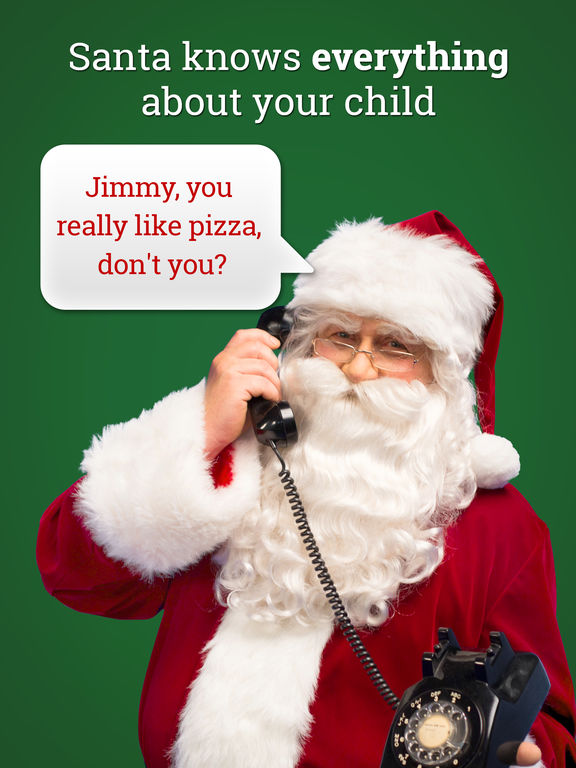 Santa knows everything
about your child
Jimmy, you
really like pizza,
don't you?